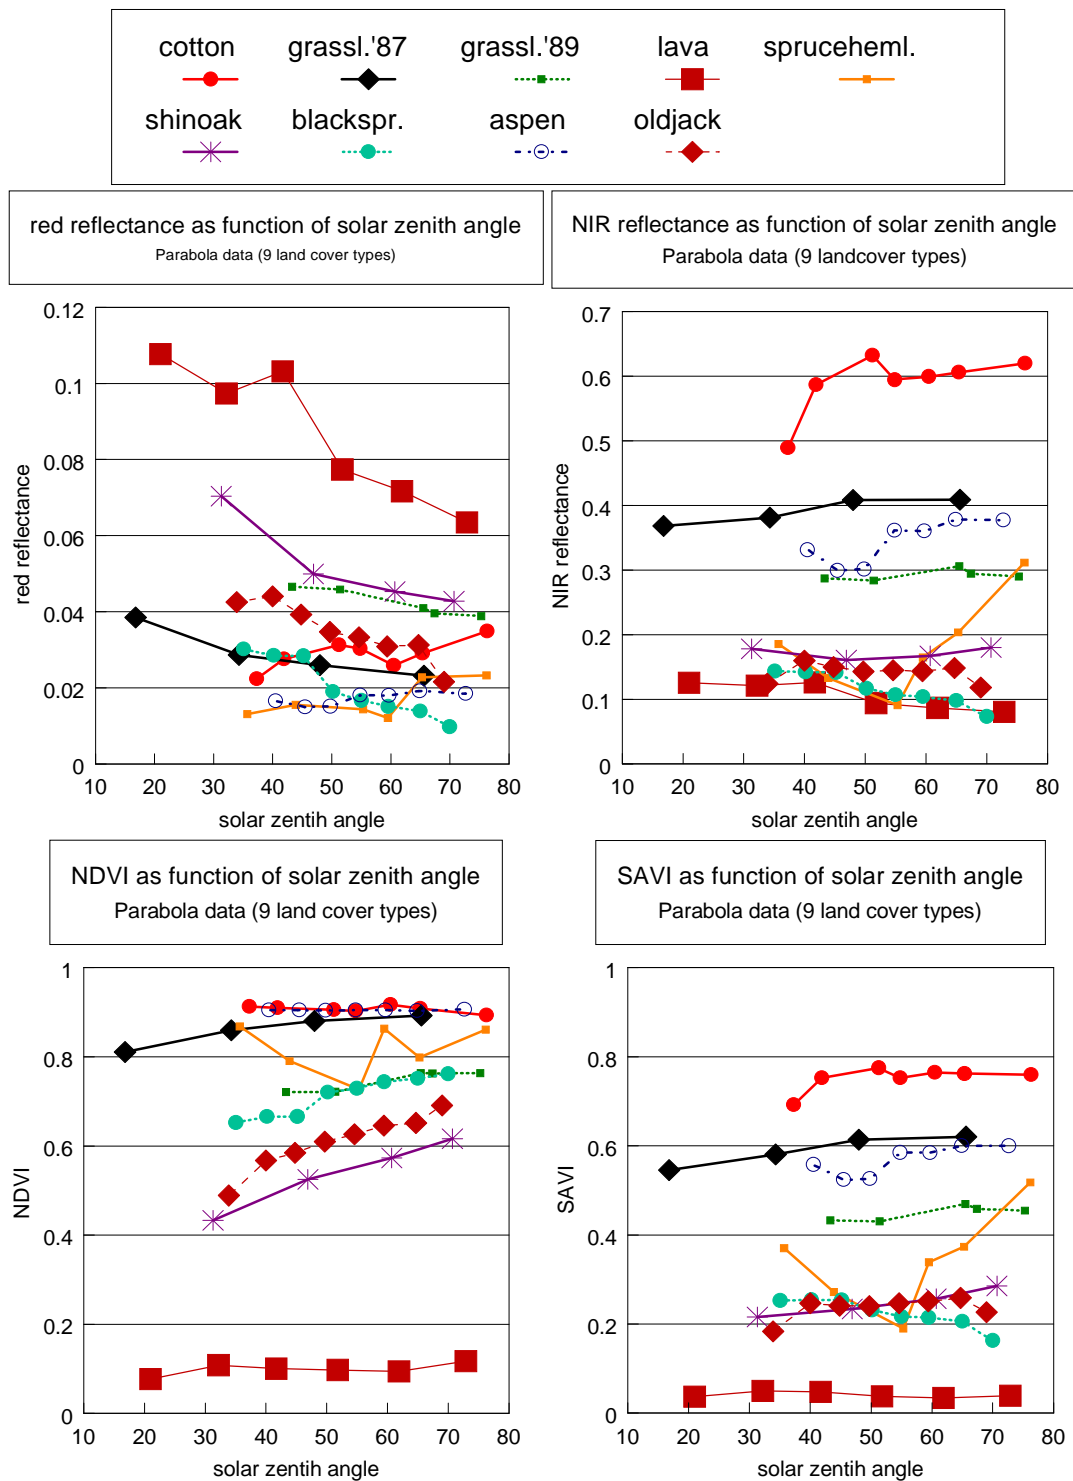 cotton grassl.'87 grassl.'89 lava spruceheml.
shinoak blackspr. aspen oldjack
red reflectance as function of solar zenith angle
Parabola data (9 land cover types)
NIR reflectance as function of solar zenith angle
Parabola data (9 landcover types)
0.12
0.1
0.08
0.06
0.04
0.02
0
red reflectance
10 20 30 40 50 60 70 80
solar zentih angle
0.7
0.6
0.5
0.4
0.3
0.2
0.1
0
NIR reflectance
10 20 30 40 50 60 70 80
solar zentih angle
NDVI as function of solar zenith angle
Parabola data (9 land cover types)
SAVI as function of solar zenith angle
Parabola data (9 land cover types)
1
0.8
0.6
0.4
0.2
0
NDVI
10 20 30 40 50 60 70 80
solar zentih angle
1
0.8
0.6
0.4
0.2
0
SAVI
10 20 30 40 50 60 70 80
solar zentih angle